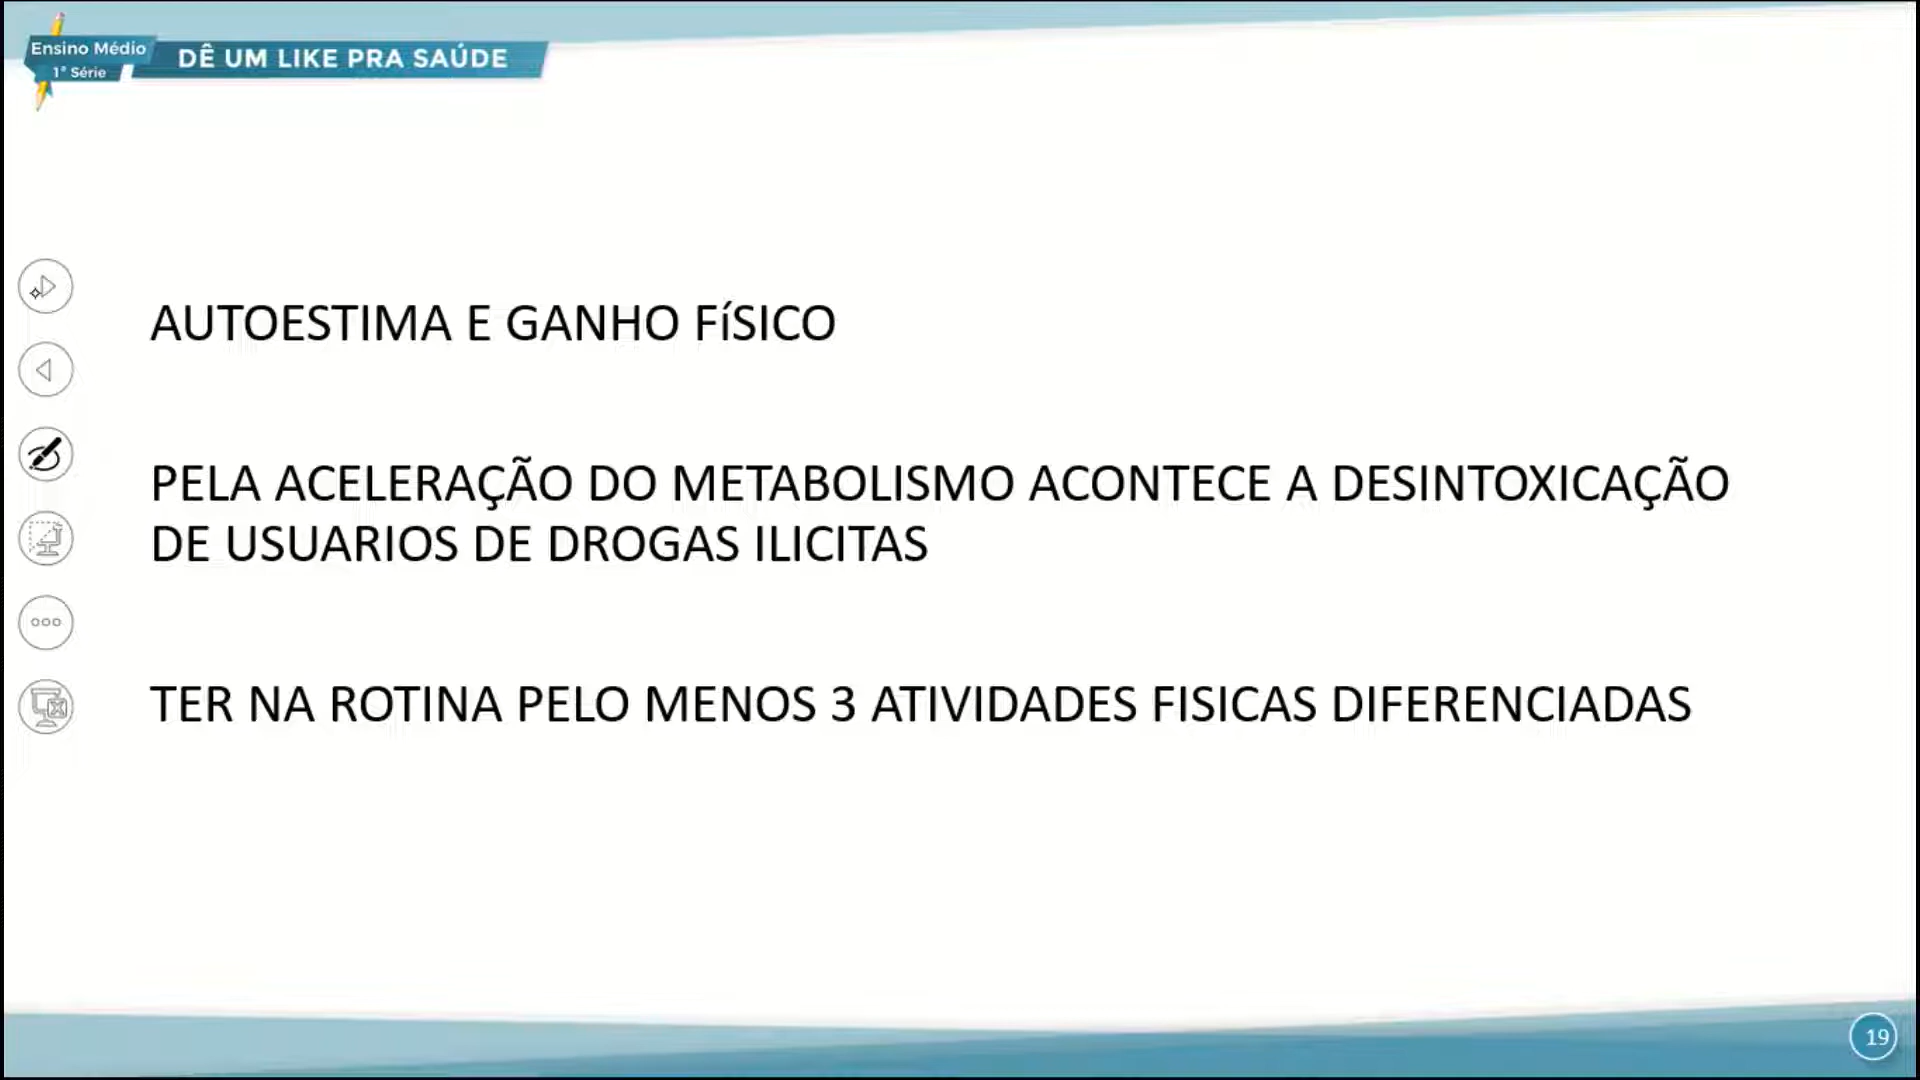 Ensino Médio
1ª Série
DÊ UM LIKE PRA SAÚDE
AUTOESTIMA E GANHO FíSICO
PELA ACELERAÇÃO DO METABOLISMO ACONTECE A DESINTOXICAÇÃO
DE USUARIOS DE DROGAS ILICITAS
TER NA ROTINA PELO MENOS 3 ATIVIDADES FISICAS DIFERENCIADAS
19